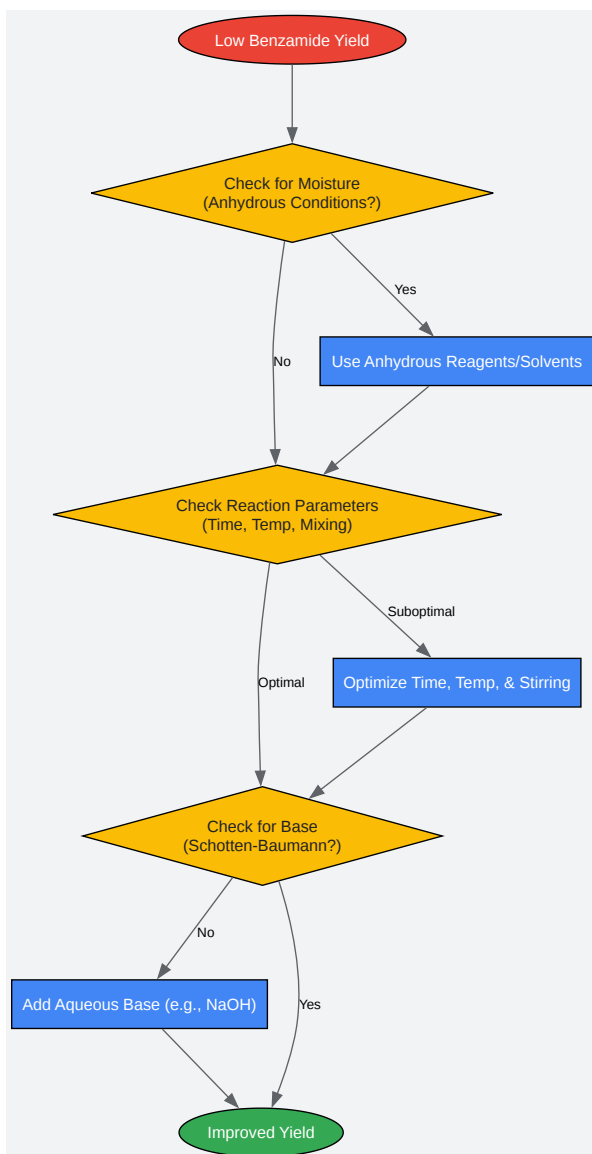 Low Benzamide Yield
Check for Moisture
(Anhydrous Conditions?)
Yes
No
Use Anhydrous Reagents/Solvents
Check Reaction Parameters
(Time, Temp, Mixing)
Suboptimal
Optimal
Optimize Time, Temp, & Stirring
Check for Base
(Schotten-Baumann?)
No
Add Aqueous Base (e.g., NaOH)
Yes
Improved Yield